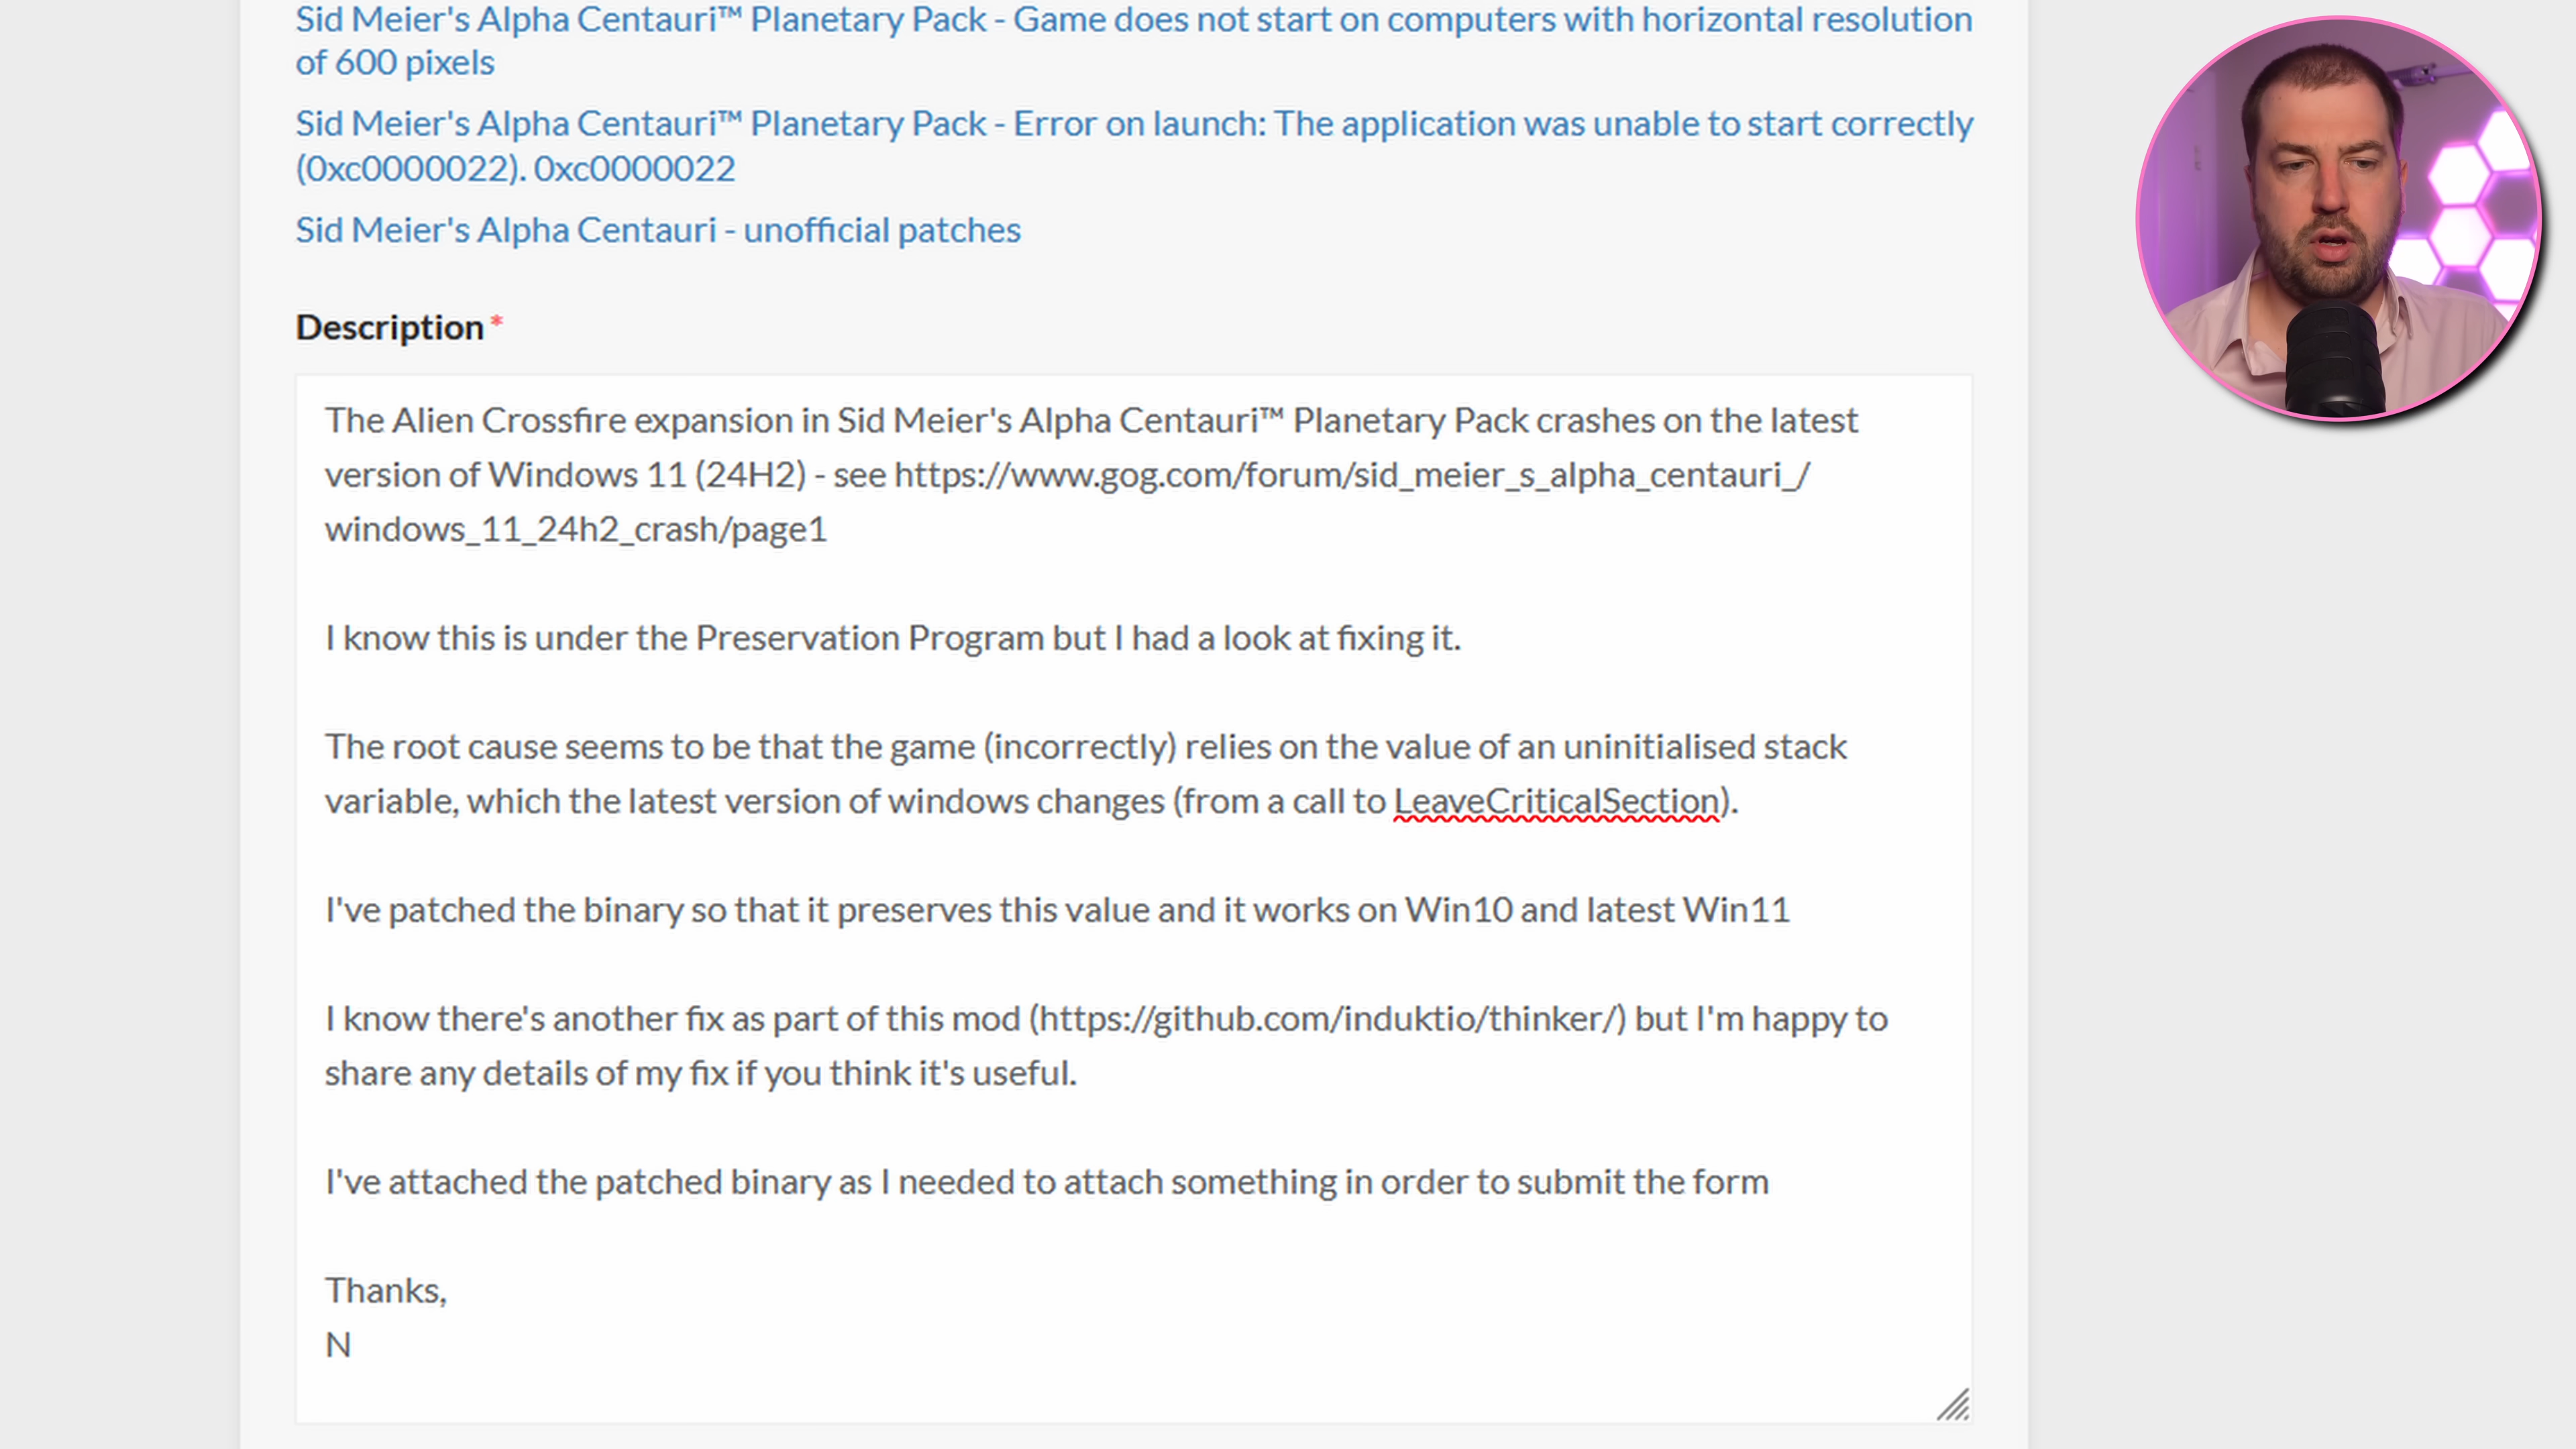 Sid Meier's Alpha Centauri™ Planetary Pack - Game does not start on computers with horizontal resolution
of 600 pixels
Sid Meier's Alpha Centauri™ Planetary Pack - Error on launch: The application was unable to start correctly
(0xc0000022). 0xc0000022
Sid Meier's Alpha Centauri - unofficial patches
Description *
The Alien Crossfire expansion in Sid Meier's Alpha Centauri™ Planetary Pack crashes on the latest
version of Windows 11 (24H2) - see https://www.gog.com/forum/sid_meier_s_alpha_centauri_/
windows_11_24h2_crash/page1
I know this is under the Preservation Program but I had a look at fixing it.
The root cause seems to be that the game (incorrectly) relies on the value of an uninitialised stack
variable, which the latest version of windows changes (from a call to LeaveCriticalSection).
I've patched the binary so that it preserves this value and it works on Win10 and latest Win11
I know there's another fix as part of this mod (https://github.com/induktio/thinker/) but I'm happy to
share any details of my fix if you think it's useful.
I've attached the patched binary as I needed to attach something in order to submit the form
Thanks,
N